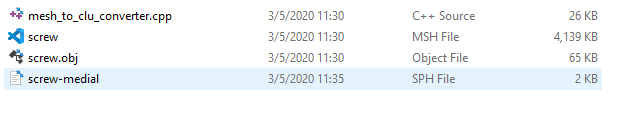 mesh_to_clu_converter.cpp 3/5/2020 11:30 C++ Source 26 KB
screw 3/5/2020 11:30 MSH File 4,139 KB
screw.obj 3/5/2020 11:30 Object File 65 KB
screw-medial 3/5/2020 11:35 SPH File 2 KB